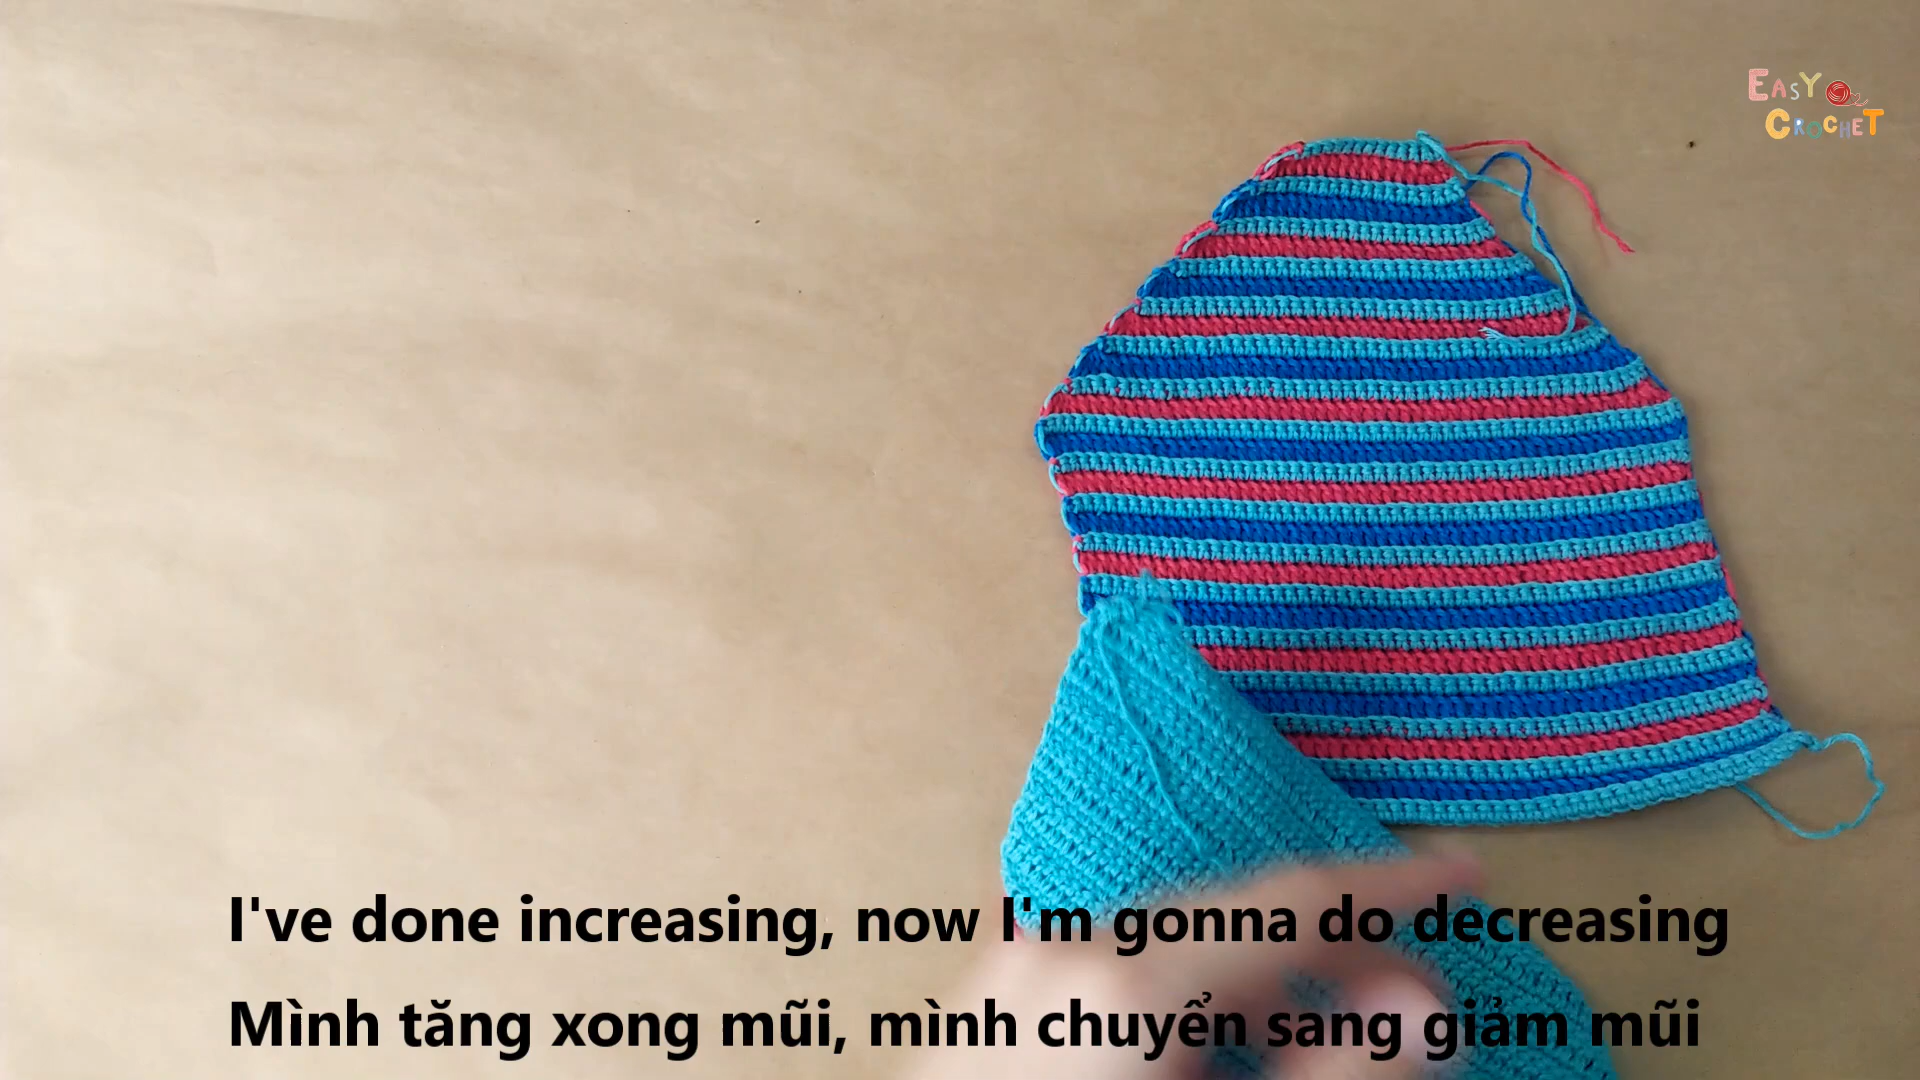 EASY
CROCHET
I've done increasing, now I'm gonna do decreasing
Mình tăng xong mũi, mình chuyển sang giảm mũi